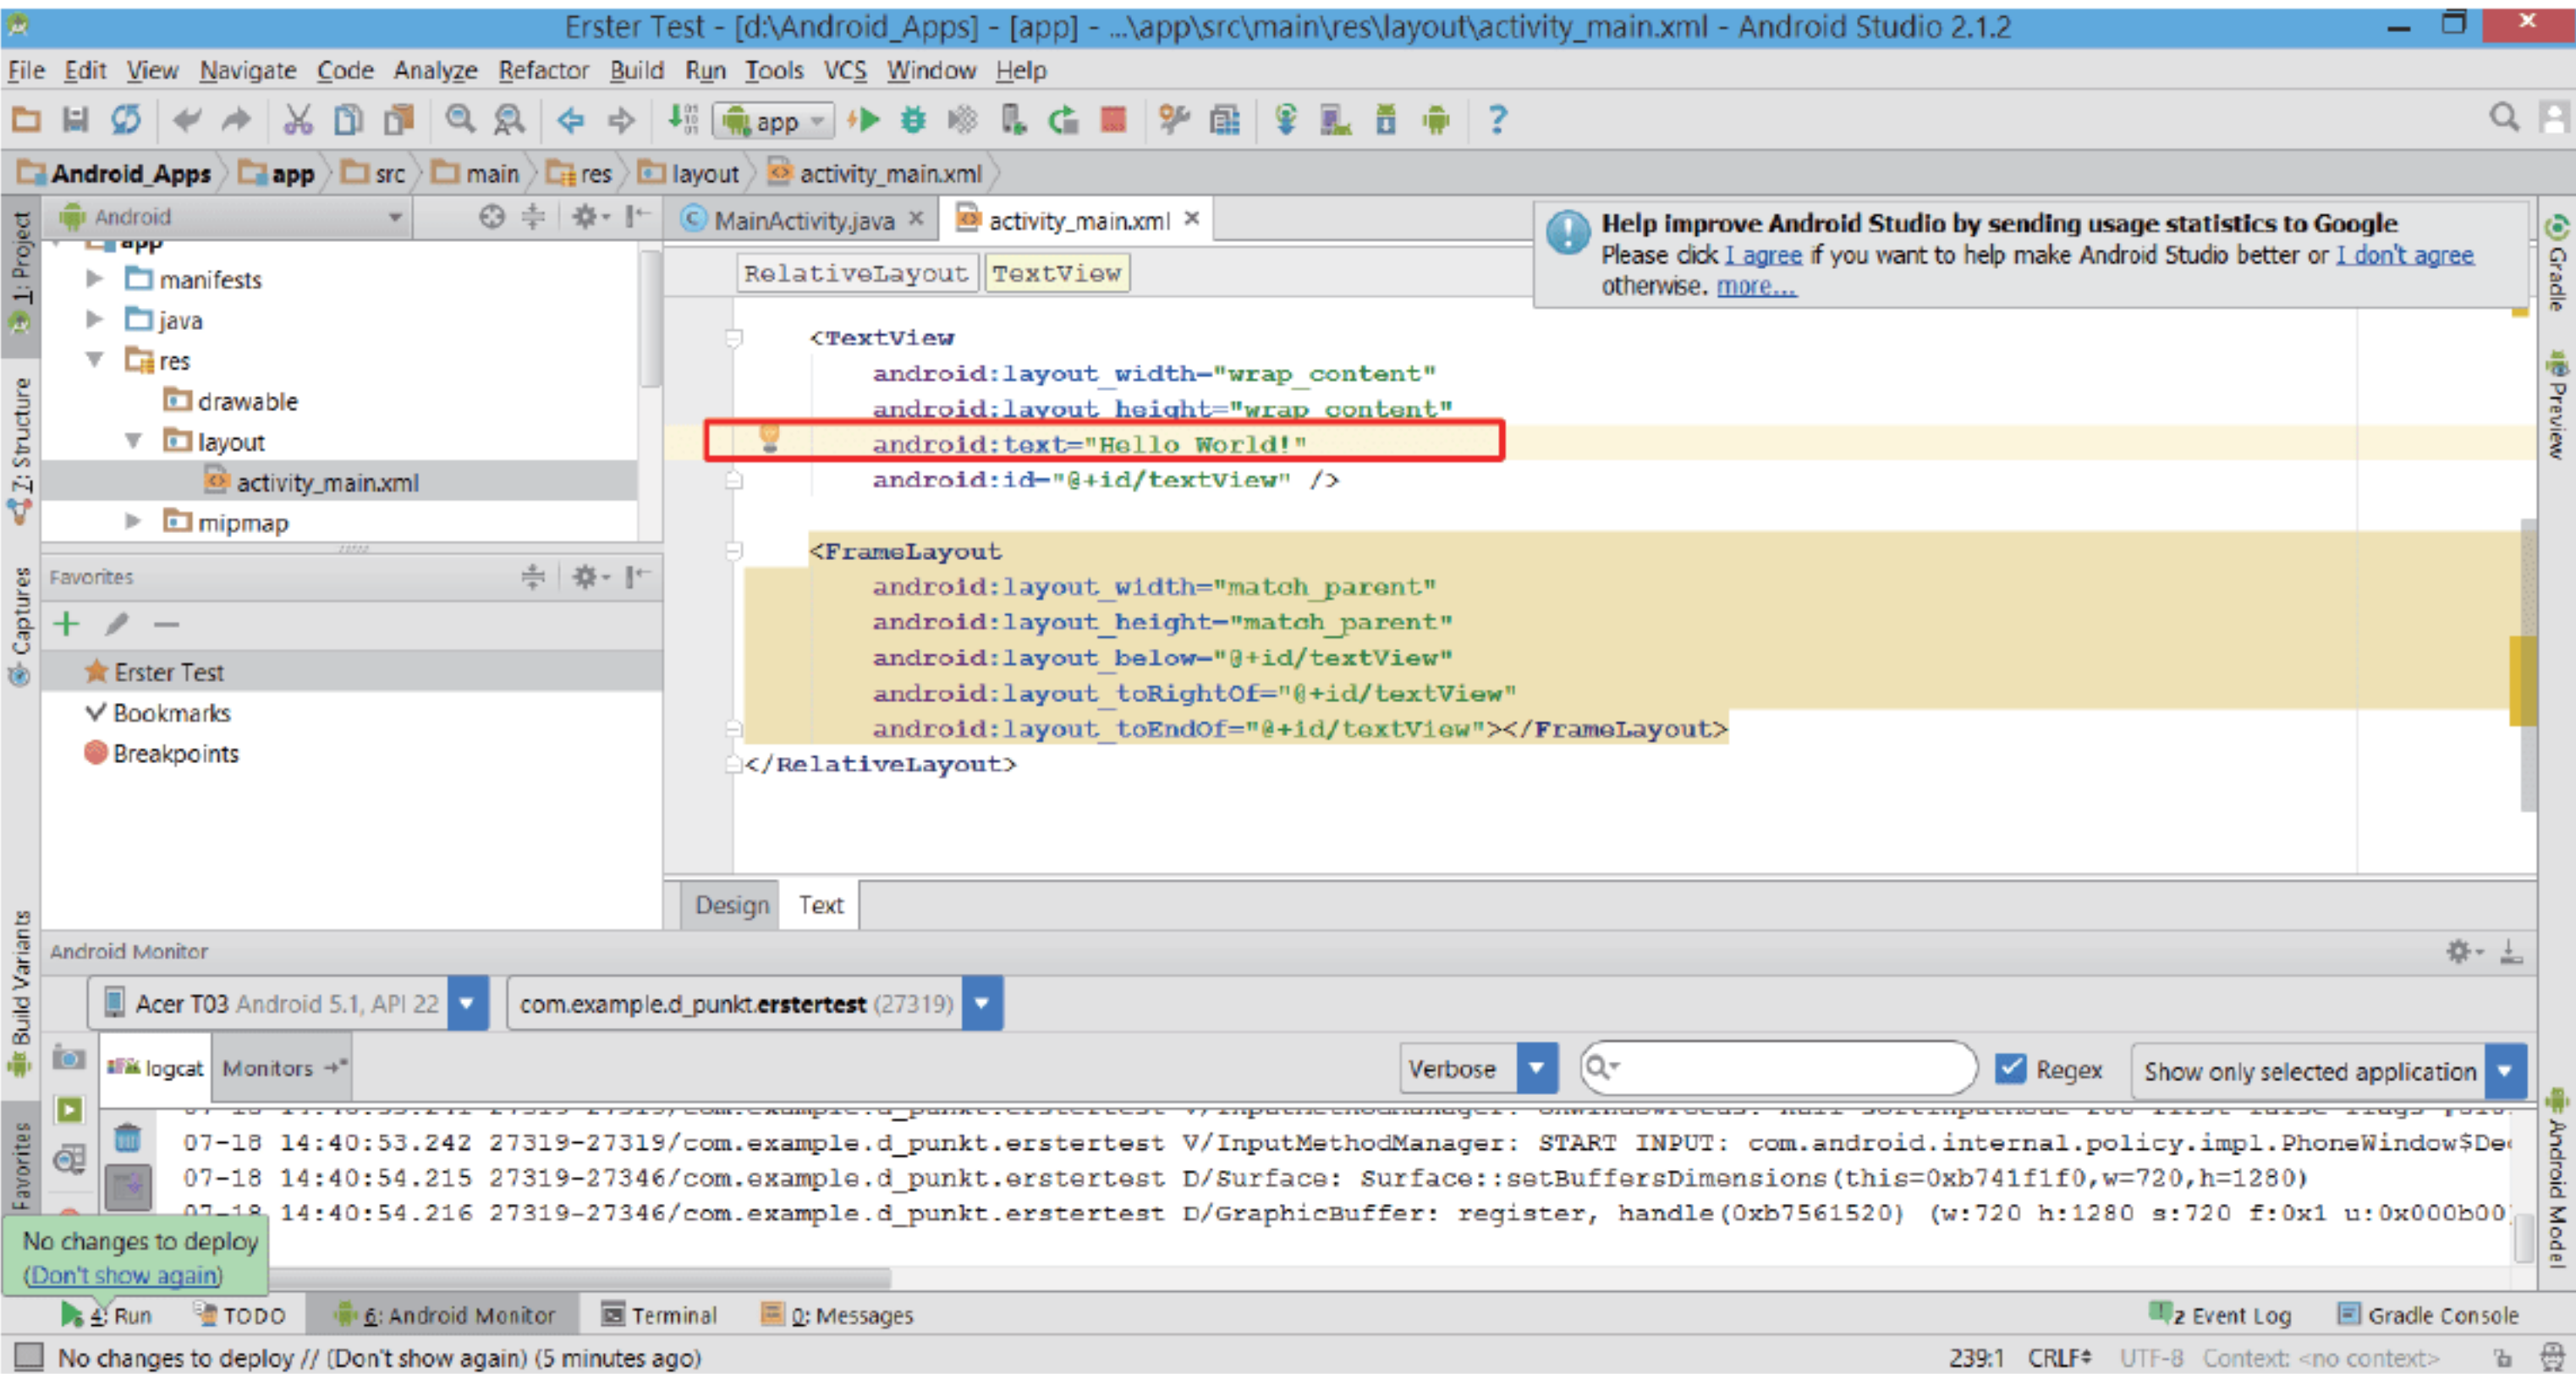 Erster Test - [d:\Android_Apps] - [app] - ...\app\src\main\res\layout\activity_main.xml - Android Studio 2.1.2
File Edit View Navigate Code Analyze Refactor Build Run Tools VCS Window Help
app
Android_Apps app src main res layout activity_main.xml
1: Project
Android
MainActivity.java
activity_main.xml
Help improve Android Studio by sending usage statistics to Google
Please click I agree if you want to help make Android Studio better or I don't agree
otherwise. more...
Gradle
Preview
app
manifests
java
res
drawable
layout
activity_main.xml
mipmap
Z: Structure
Captures
RelativeLayout TextView
<TextView
android:layout_width="wrap_content"
android:layout_height="wrap_content"
android:text="Hello World!"
android:id="@+id/textView" />
<FrameLayout
android:layout_width="match_parent"
android:layout_height="match_parent"
android:layout_below="@+id/textView"
android:layout_toRightOf="@+id/textView"
android:layout_toEndOf="@+id/textView"></FrameLayout>
</RelativeLayout>
Favorites
Erster Test
Bookmarks
Breakpoints
Design Text
Build Variants
Android Monitor
Acer T03 Android 5.1, API 22
com.example.d_punkt.erstertest (27319)
logcat Monitors
Verbose
Regex
Show only selected application
Favorites
07-18 14:40:53.242 27319-27319/com.example.d_punkt.erstertest V/InputMethodManager: START INPUT: com.android.internal.policy.impl.PhoneWindow$De
07-18 14:40:54.215 27319-27346/com.example.d_punkt.erstertest D/Surface: Surface::setBuffersDimensions(this=0xb741f1f0,w=720,h=1280)
07-18 14:40:54.216 27319-27346/com.example.d_punkt.erstertest D/GraphicBuffer: register, handle(0xb7561520) (w:720 h:1280 s:720 f:0x1 u:0x000b00
Android Model
No changes to deploy
(Don't show again)
4: Run TODO 6: Android Monitor Terminal 0: Messages
2 Event Log Gradle Console
No changes to deploy // (Don't show again) (5 minutes ago)
239:1 CRLF UTF-8 Context: <no context>